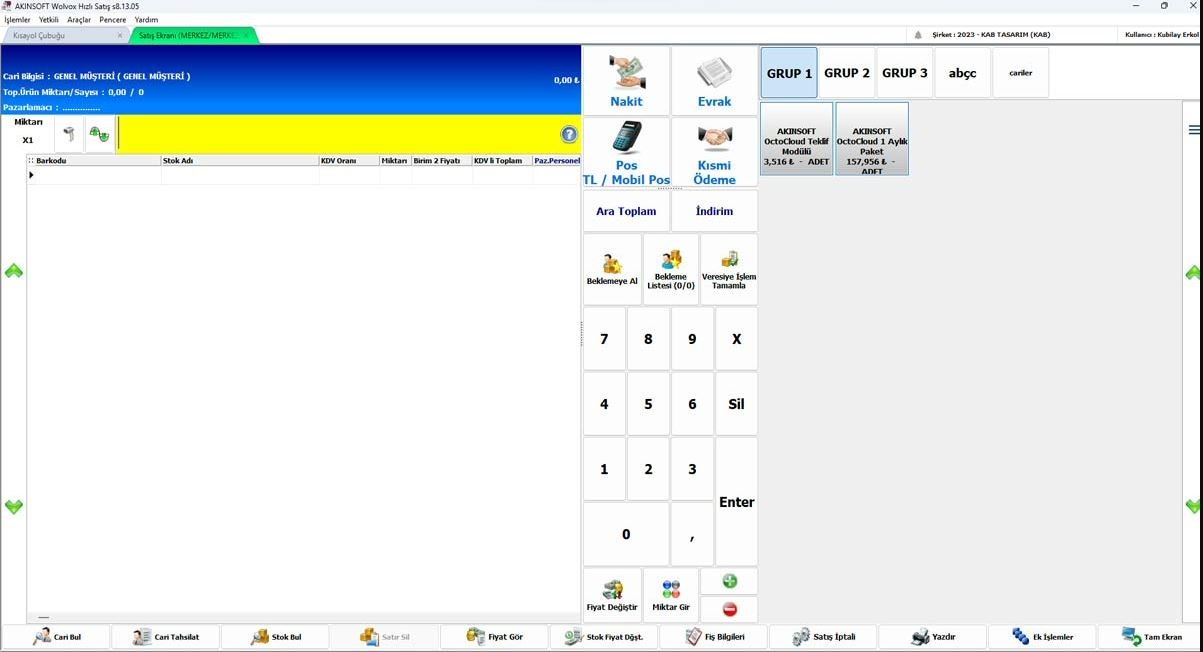 AKINSOFT Wolvox Hızlı Satış s8.13.05
İşlemler Yetkili Araçlar Pencere Yardım
Kısayol Çubuğu
Satış Ekranı (MERKEZ/MERKE
Şirket : 2023 - KAB TASARIM (KAB)
Kullanıcı : Kubilay Erkol
Cari Bilgisi : GENEL MÜŞTERİ ( GENEL MÜŞTERİ )
0,00 ₺
Top.Ürün Miktarı/Sayısı : 0,00 / 0
Pazarlamacı : ..............
Miktarı
X1
Barkodu Stok Adı KDV Oranı Miktarı Birim 2 Fiyatı KDV li Toplam Paz.Personel
Nakit
Evrak
Pos
TL / Mobil Pos
Kısmi
Ödeme
Ara Toplam
İndirim
Beklemeye Al
Bekleme
Listesi (0/0)
Veresiye İşlem
Tamamla
7 8 9 X
4 5 6 Sil
1 2 3
Enter
0 ,
Fiyat Değiştir
Miktar Gir
GRUP 1
GRUP 2
GRUP 3
abçc
cariler
AKINSOFT
OctoCloud Teklif
Modülü
3,516 ₺ - ADET
AKINSOFT
OctoCloud 1 Aylık
Paket
157,956 ₺ -
ADET
Cari Bul
Cari Tahsilat
Stok Bul
Satır Sil
Fiyat Gör
Stok Fiyat Dğşt.
Fiş Bilgileri
Satış İptali
Yazdır
Ek İşlemler
Tam Ekran